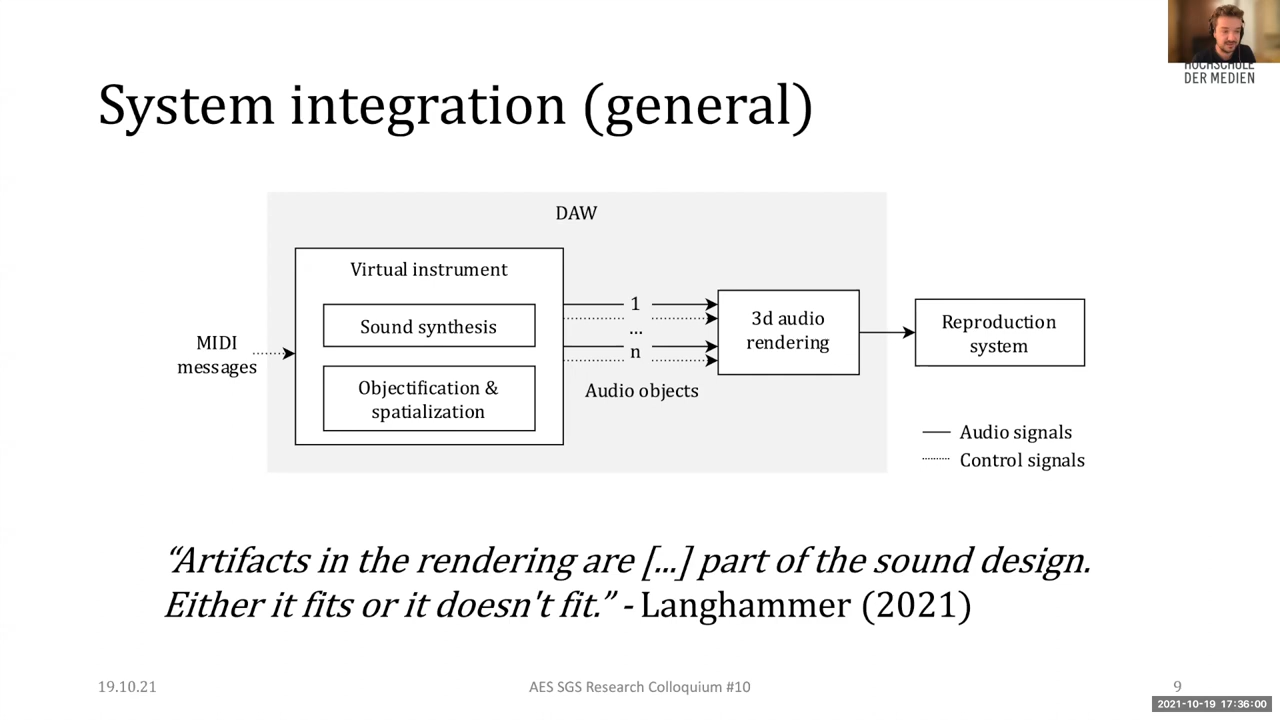 HOCHSCHULE
DER MEDIEN
System integration (general)
DAW
Virtual instrument
Sound synthesis
Objectification &
spatialization
MIDI
messages
1
...
n
Audio objects
3d audio
rendering
Reproduction
system
Audio signals
Control signals
“Artifacts in the rendering are [...] part of the sound design.
Either it fits or it doesn't fit.” - Langhammer (2021)
19.10.21
AES SGS Research Colloquium #10
9
2021-10-19 17:36:00